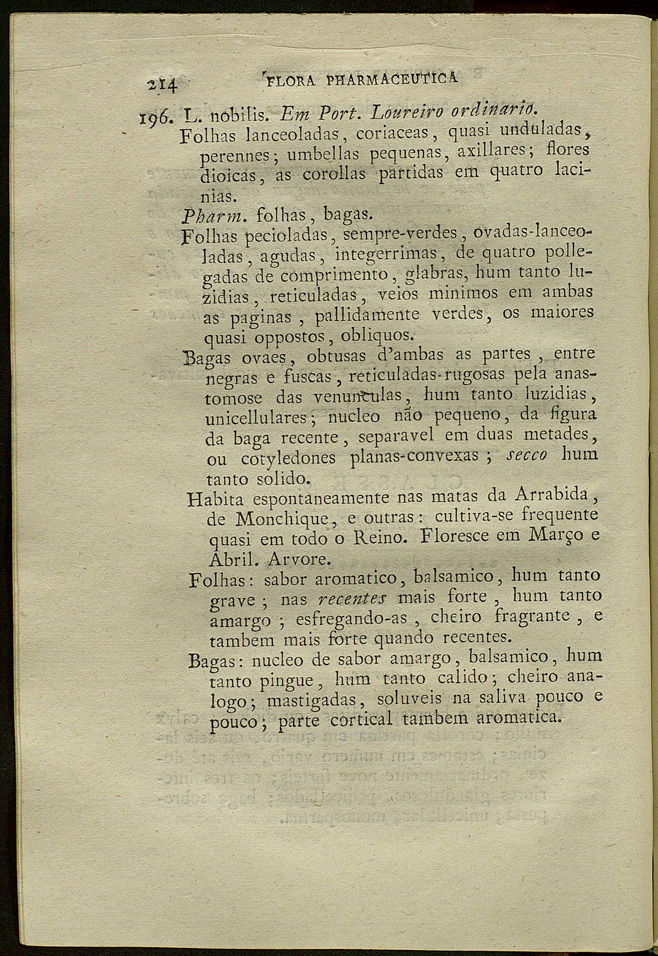 214 FLORA PHARMACEUTICA
196. L. nobilis. Em Port. Loureiro ordinario.
Folhas lanceoladas, coriaceas, quasi unduladas,
perennes; umbellas pequenas, axillares; flores
dioicas, as corollas partidas em quatro laci-
nias.
Pharm. folhas, bagas.
Folhas pecioladas, sempre-verdes, ovadas-lanceo-
ladas, agudas, integerrimas, de quatro polle-
gadas de comprimento, glabras, hum tanto lu-
zidias, reticuladas, veios minimos em ambas
as paginas, pallidamente verdes, os maiores
quasi oppostos, obliquos.
Bagas ovaes, obtusas d'ambas as partes, entre
negras e fuscas, reticuladas-rugosas pela anas-
tomose das venunculas, hum tanto luzidias,
unicellulares; nucleo não pequeno, da figura
da baga recente, separavel em duas metades,
ou cotyledones planas-convexas; secco hum
tanto solido.
Habita espontaneamente nas matas da Arrabida,
de Monchique, e outras: cultiva-se frequente
quasi em todo o Reino. Floresce em Março e
Abril. Arvore.
Folhas: sabor aromatico, balsamico, hum tanto
grave; nas recentes mais forte, hum tanto
amargo; esfregando-as, cheiro fragrante, e
tambem mais forte quando recentes.
Bagas: nucleo de sabor amargo, balsamico, hum
tanto pingue, hum tanto calido; cheiro ana-
logo; mastigadas, soluveis na saliva pouco e
pouco; parte cortical tambem aromatica.